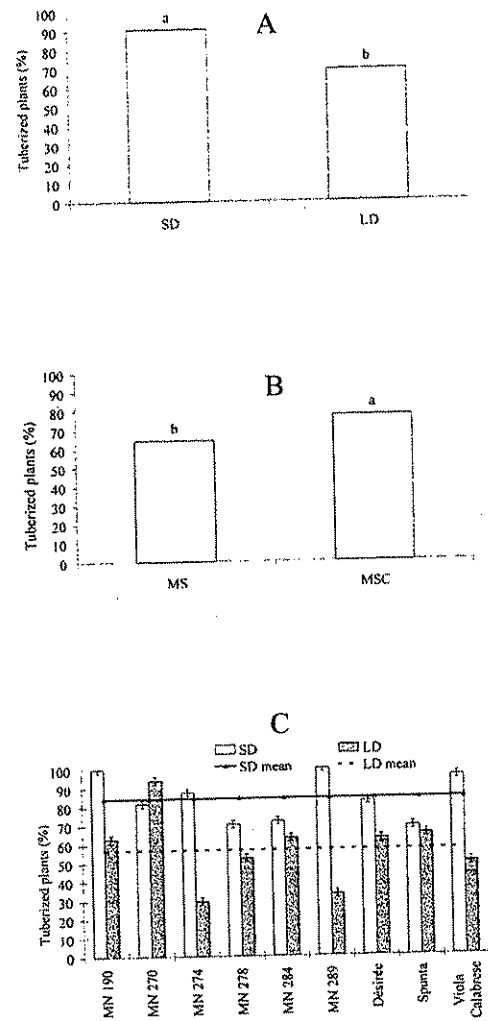 A
Tuberized plants (%)
100
90
80
70
60
50
40
30
20
10
0
a
b
SD
LD
B
Tuberized plants (%)
100
90
80
70
60
50
40
30
20
10
0
b
a
MS
MSC
C
SD
LD
SD mean
LD mean
Tuberized plants (%)
100
90
80
70
60
50
40
30
20
10
0
MN 190
MN 270
MN 274
MN 278
MN 284
MN 289
Désirée
Spunta
Viola
Calabrese